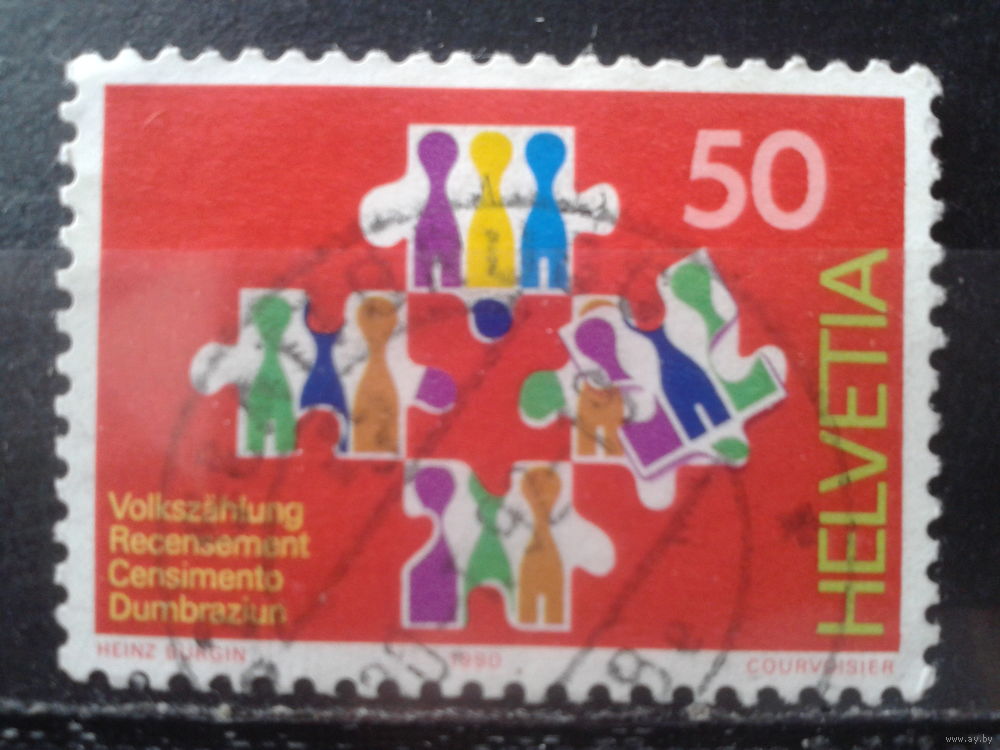 50
HELVETIA
Volkszählung
Recensement
Censimento
Dumbraziun
HEINZ BÜRGIN 1990 COURVOISIER
www.ay.by